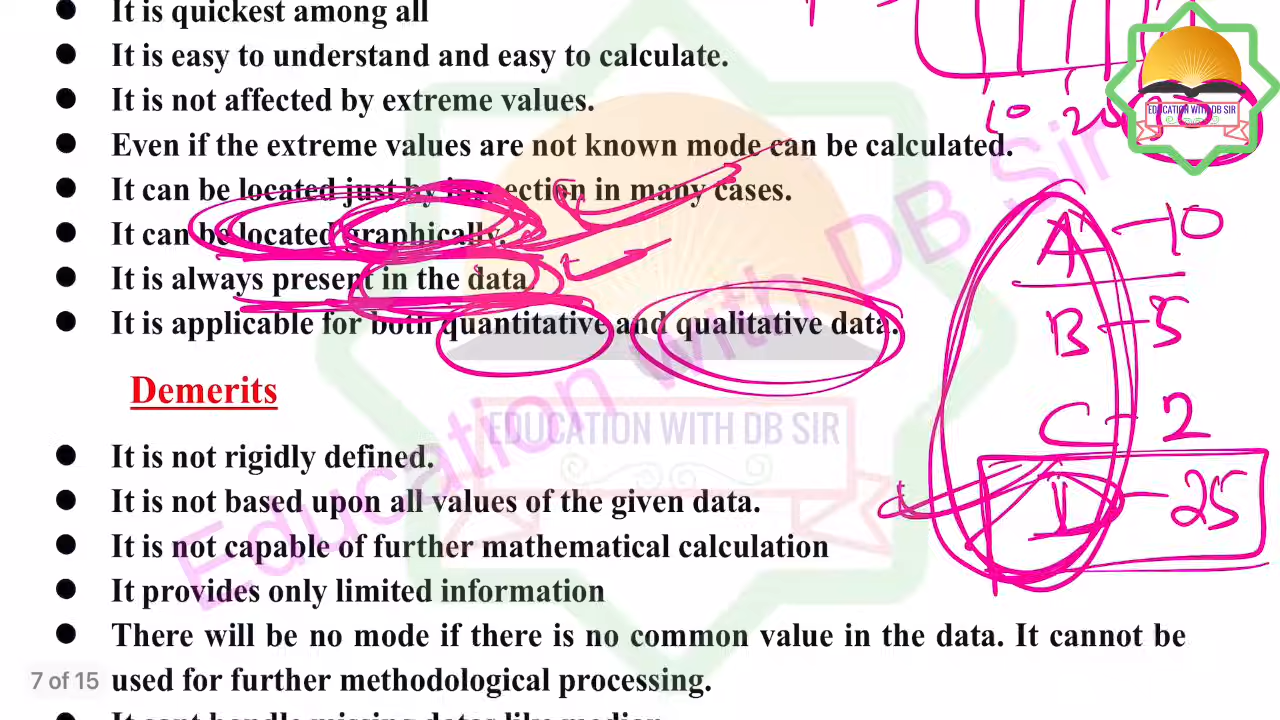 ● It is quickest among all
● It is easy to understand and easy to calculate.
● It is not affected by extreme values.
● Even if the extreme values are not known mode can be calculated.
● It can be located just by inspection in many cases.
● It can be located graphically.
● It is always present in the data
● It is applicable for both quantitative and qualitative data.
Demerits
● It is not rigidly defined.
● It is not based upon all values of the given data.
● It is not capable of further mathematical calculation
● It provides only limited information
● There will be no mode if there is no common value in the data. It cannot be
used for further methodological processing.
7 of 15
10
A - 10
B - 5
C - 2
D - 25
EDUCATION WITH DB SIR
EDUCATION WITH DB SIR
Education with DB Sir